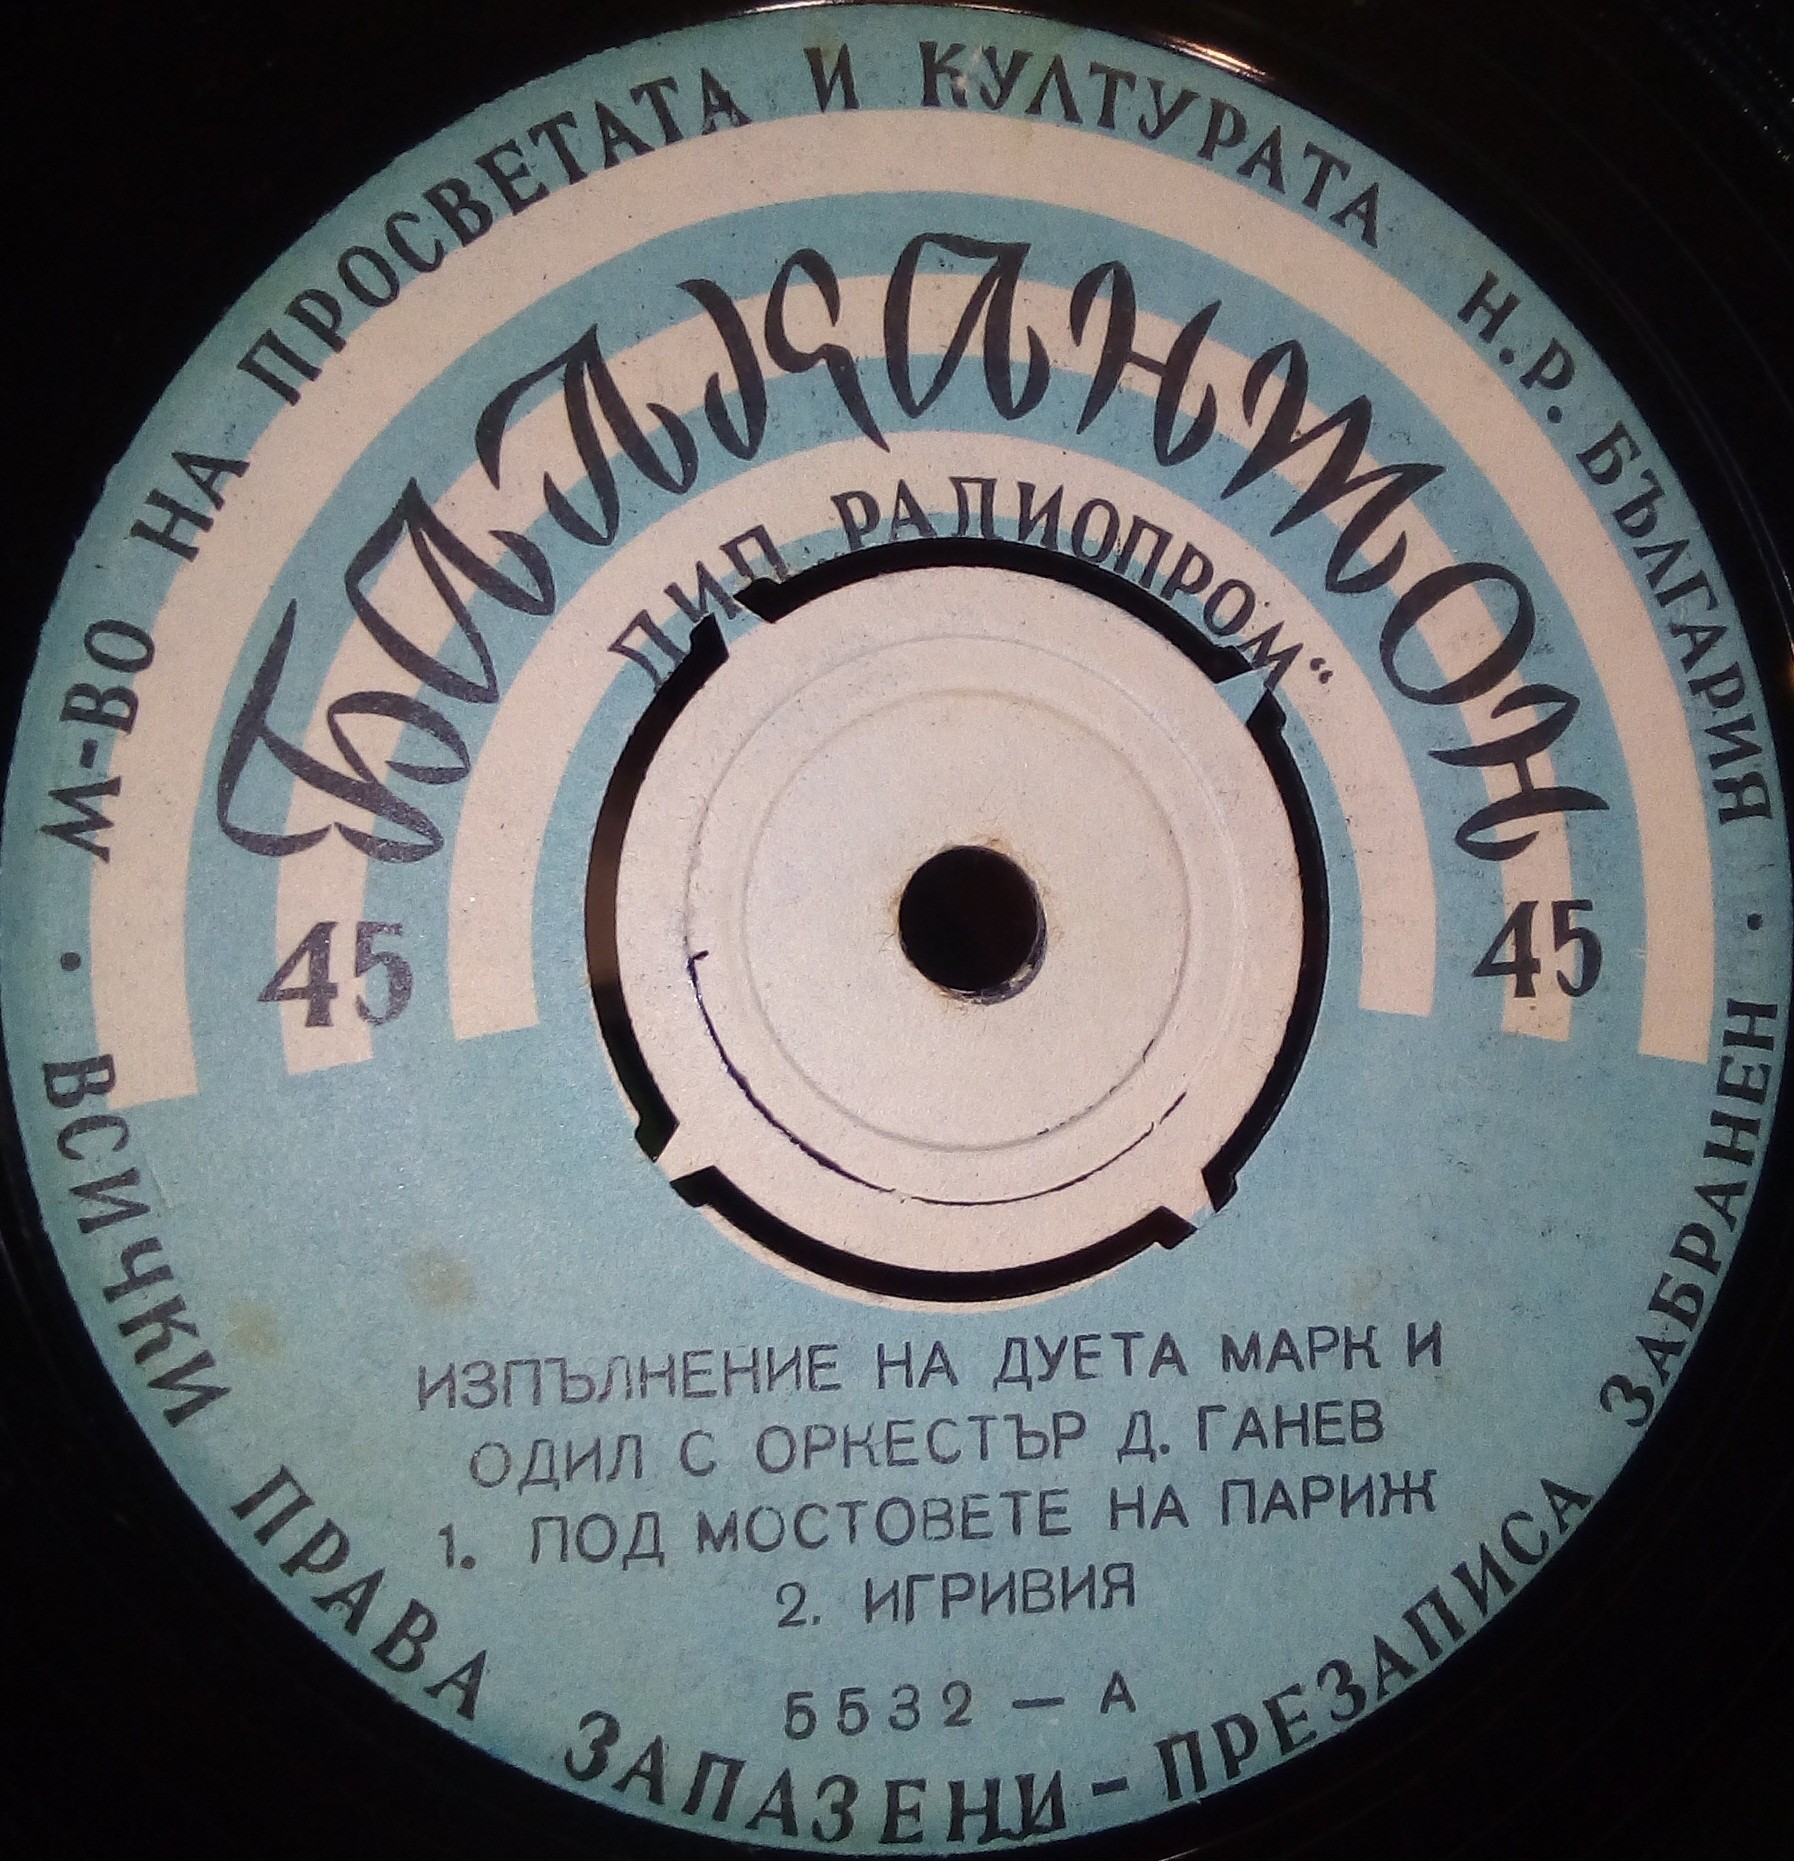 М-ВО НА ПРОСВЕТАТА И КУЛТУРАТА Н.Р. БЪЛГАРИЯ
БАЛКАНТОН
ДИП РАДИОПРОМ“
45 45
ИЗПЪЛНЕНИЕ НА ДУЕТА МАРК И
ОДИЛ С ОРКЕСТЪР Д. ГАНЕВ
1. ПОД МОСТОВЕТЕ НА ПАРИЖ
2. ИГРИВИЯ
5532 — А
ВСИЧКИ ПРАВА ЗАПАЗЕНИ - ПРЕЗАПИСА ЗАБРАНЕН